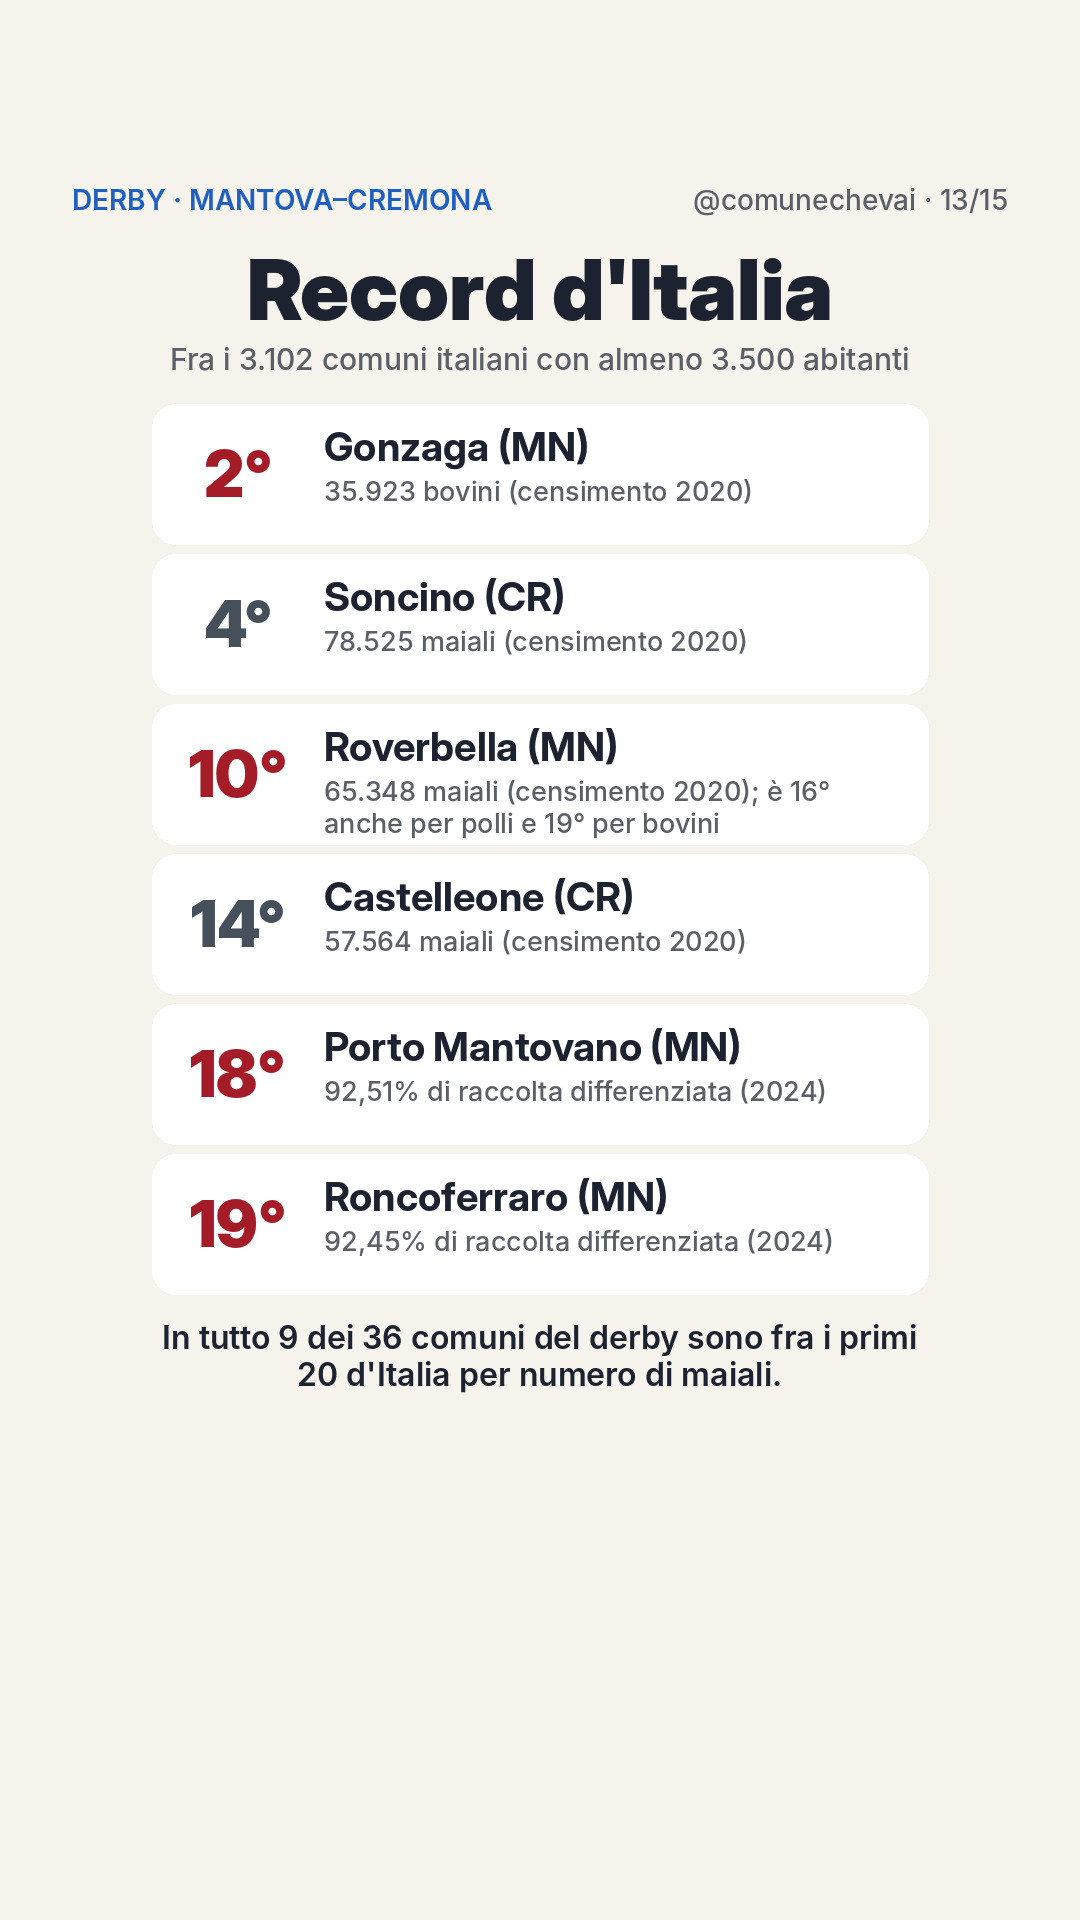 DERBY · MANTOVA–CREMONA
@comunechevai · 13/15
Record d'Italia
Fra i 3.102 comuni italiani con almeno 3.500 abitanti
2°
Gonzaga (MN)
35.923 bovini (censimento 2020)
4°
Soncino (CR)
78.525 maiali (censimento 2020)
10°
Roverbella (MN)
65.348 maiali (censimento 2020); è 16°
anche per polli e 19° per bovini
14°
Castelleone (CR)
57.564 maiali (censimento 2020)
18°
Porto Mantovano (MN)
92,51% di raccolta differenziata (2024)
19°
Roncoferraro (MN)
92,45% di raccolta differenziata (2024)
In tutto 9 dei 36 comuni del derby sono fra i primi
20 d'Italia per numero di maiali.